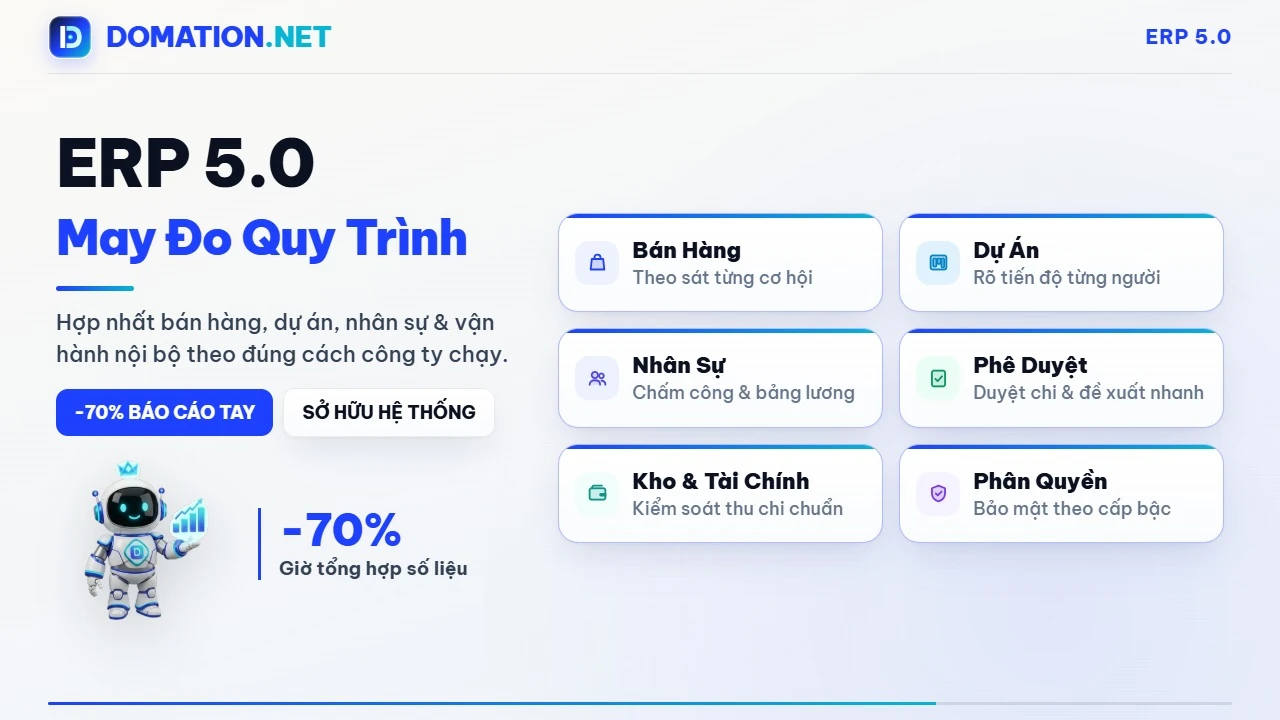 DOMATION.NET
ERP 5.0
ERP 5.0
May Đo Quy Trình
Hợp nhất bán hàng, dự án, nhân sự & vận
hành nội bộ theo đúng cách công ty chạy.
-70% BÁO CÁO TAY
SỞ HỮU HỆ THỐNG
-70%
Giờ tổng hợp số liệu
Bán Hàng
Theo sát từng cơ hội
Dự Án
Rõ tiến độ từng người
Nhân Sự
Chấm công & bảng lương
Phê Duyệt
Duyệt chi & đề xuất nhanh
Kho & Tài Chính
Kiểm soát thu chi chuẩn
Phân Quyền
Bảo mật theo cấp bậc